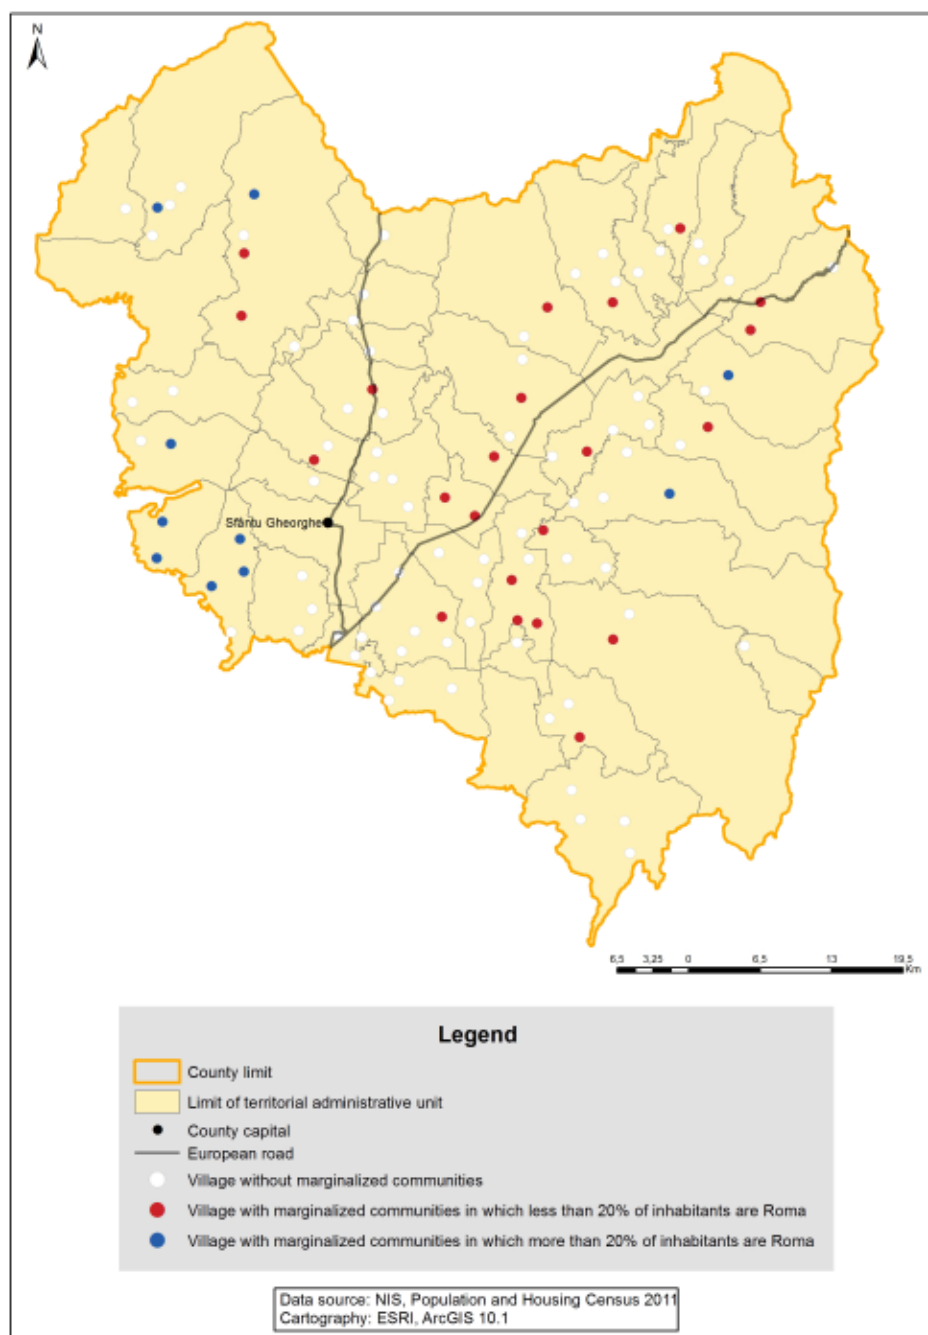 N
Sfântu Gheorghe
6,5 3,25 0 6,5 13 19,5
Km
Legend
County limit
Limit of territorial administrative unit
County capital
European road
Village without marginalized communities
Village with marginalized communities in which less than 20% of inhabitants are Roma
Village with marginalized communities in which more than 20% of inhabitants are Roma
Data source: NIS, Population and Housing Census 2011
Cartography: ESRI, ArcGIS 10.1